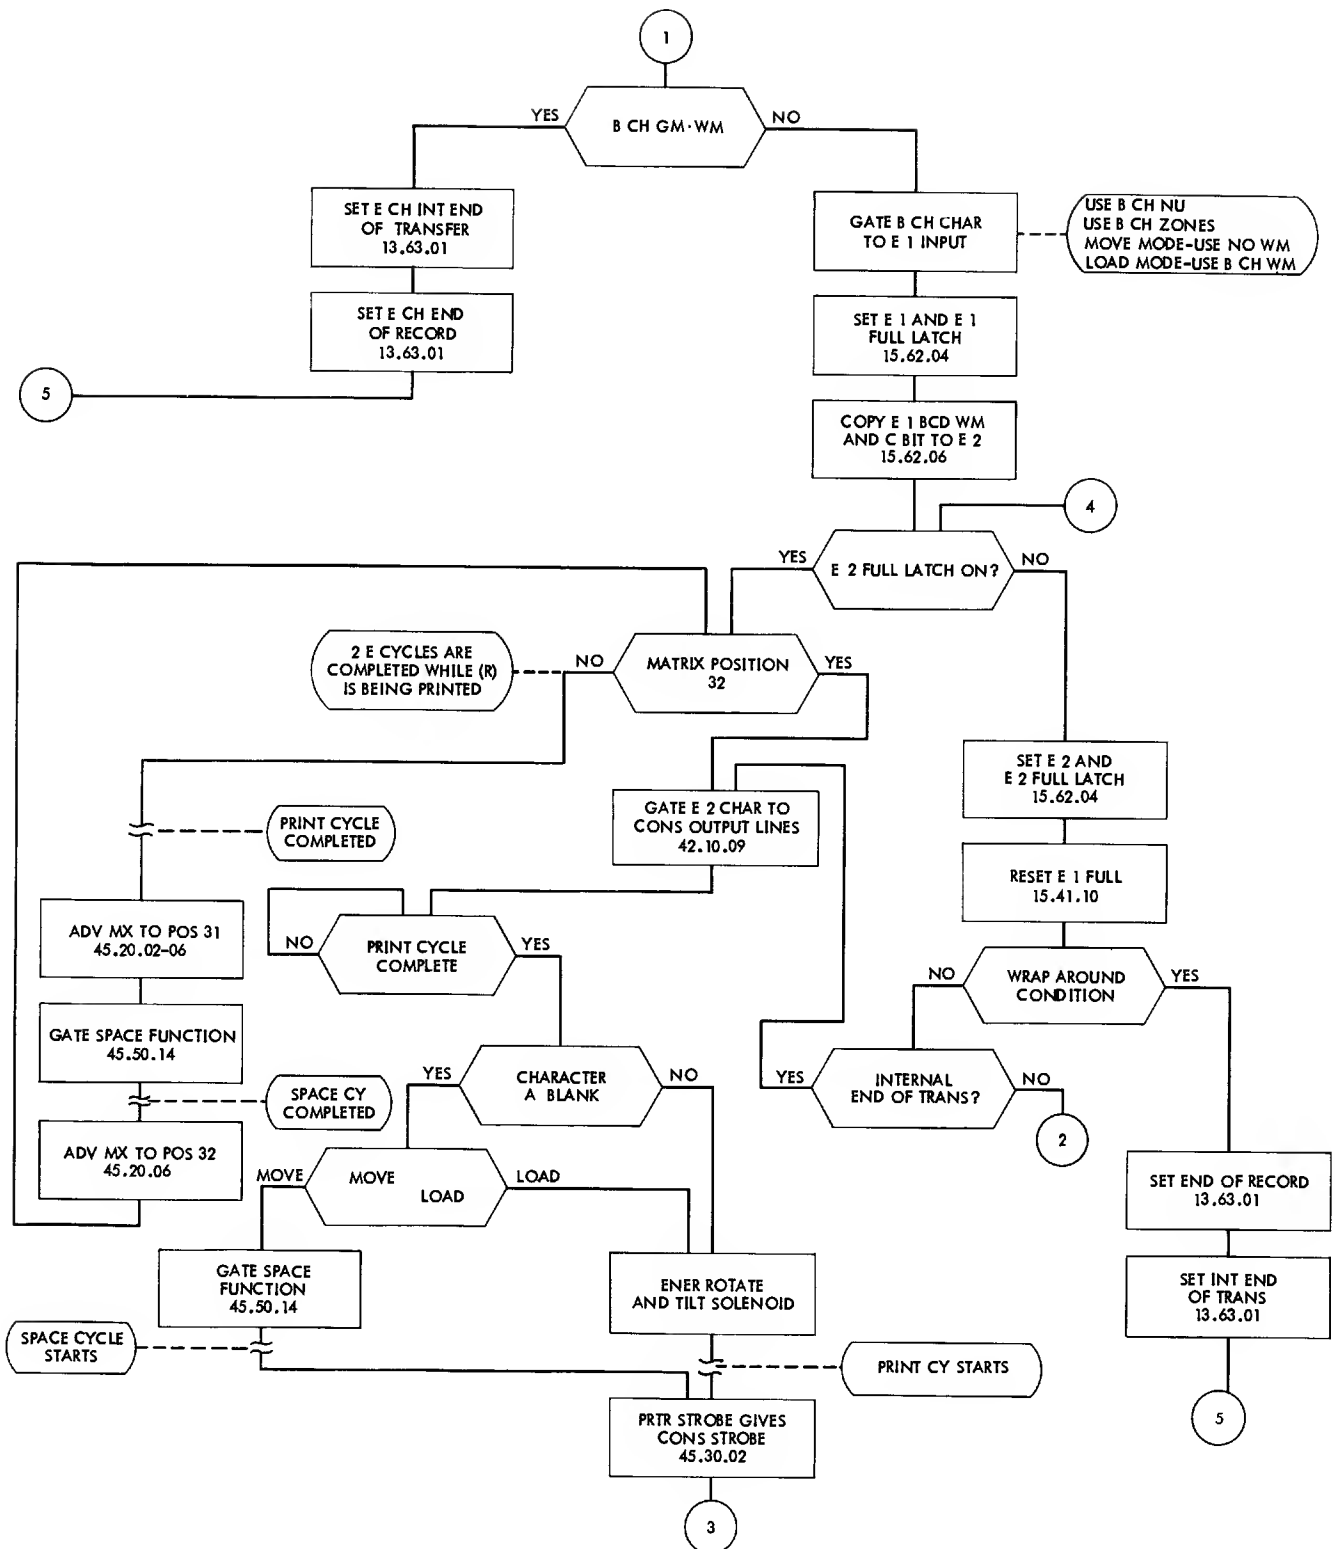 1
B CH GM·WM
YES
NO
SET E CH INT END
OF TRANSFER
13.63.01
SET E CH END
OF RECORD
13.63.01
5
GATE B CH CHAR
TO E 1 INPUT
USE B CH NU
USE B CH ZONES
MOVE MODE-USE NO WM
LOAD MODE-USE B CH WM
SET E 1 AND E 1
FULL LATCH
15.62.04
COPY E 1 BCD WM
AND C BIT TO E 2
15.62.06
4
E 2 FULL LATCH ON?
YES
NO
MATRIX POSITION
32
NO
YES
2 E CYCLES ARE
COMPLETED WHILE (R)
IS BEING PRINTED
PRINT CYCLE
COMPLETED
ADV MX TO POS 31
45.20.02-06
GATE SPACE FUNCTION
45.50.14
SPACE CY
COMPLETED
ADV MX TO POS 32
45.20.06
GATE E 2 CHAR TO
CONS OUTPUT LINES
42.10.09
NO
PRINT CYCLE
COMPLETE
YES
YES
CHARACTER
A BLANK
NO
MOVE
MOVE
LOAD
LOAD
GATE SPACE
FUNCTION
45.50.14
SPACE CYCLE
STARTS
ENER ROTATE
AND TILT SOLENOID
PRINT CY STARTS
PRTR STROBE GIVES
CONS STROBE
45.30.02
3
SET E 2 AND
E 2 FULL LATCH
15.62.04
RESET E 1 FULL
15.41.10
NO
WRAP AROUND
CONDITION
YES
YES
INTERNAL
END OF TRANS?
NO
2
SET END OF RECORD
13.63.01
SET INT END
OF TRANS
13.63.01
5